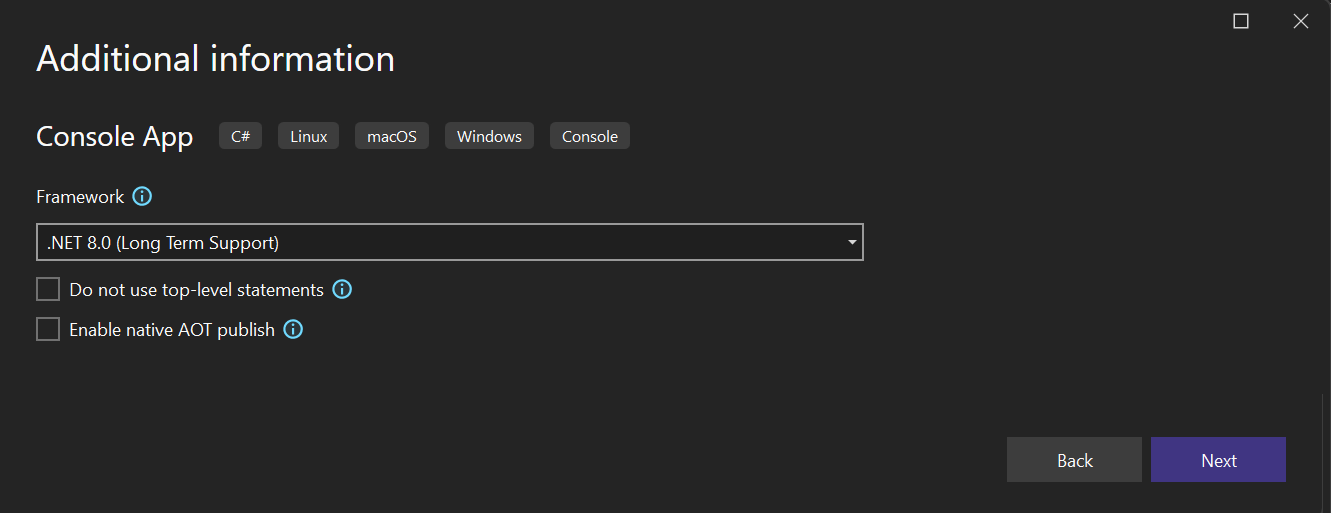 Additional information
Console App C# Linux macOS Windows Console
Framework
.NET 8.0 (Long Term Support)
Do not use top-level statements
Enable native AOT publish
Back Next